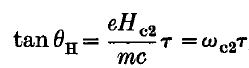 tan θ_H = eH_c2 / mc τ = ω_c2 τ